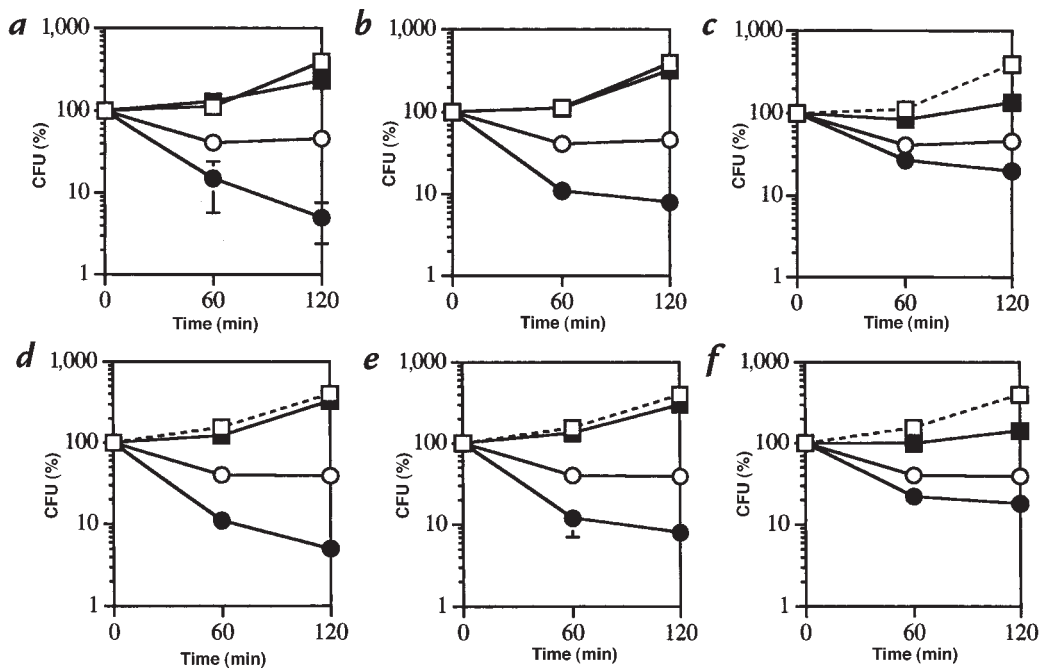 a b c
1,000 1,000 1,000
100 100 100
10 10 10
1 1 1
CFU (%) CFU (%) CFU (%)
0 60 120 0 60 120 0 60 120
Time (min) Time (min) Time (min)
d e f
1,000 1,000 1,000
100 100 100
10 10 10
1 1 1
CFU (%) CFU (%) CFU (%)
0 60 120 0 60 120 0 60 120
Time (min) Time (min) Time (min)